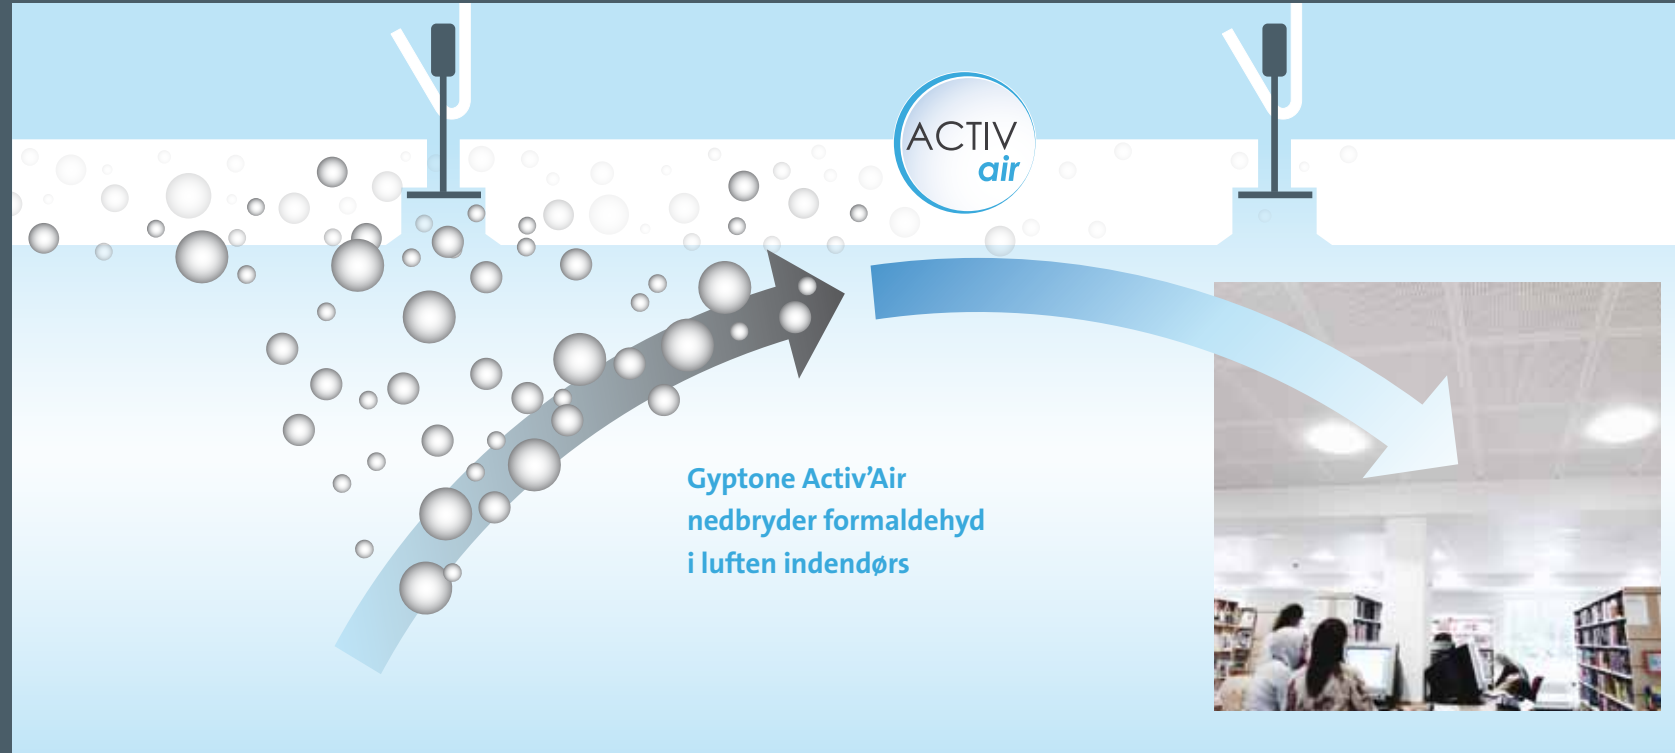 ACTIV
air
Gyptone Activ’Air
nedbryder formaldehyd
i luften indendørs